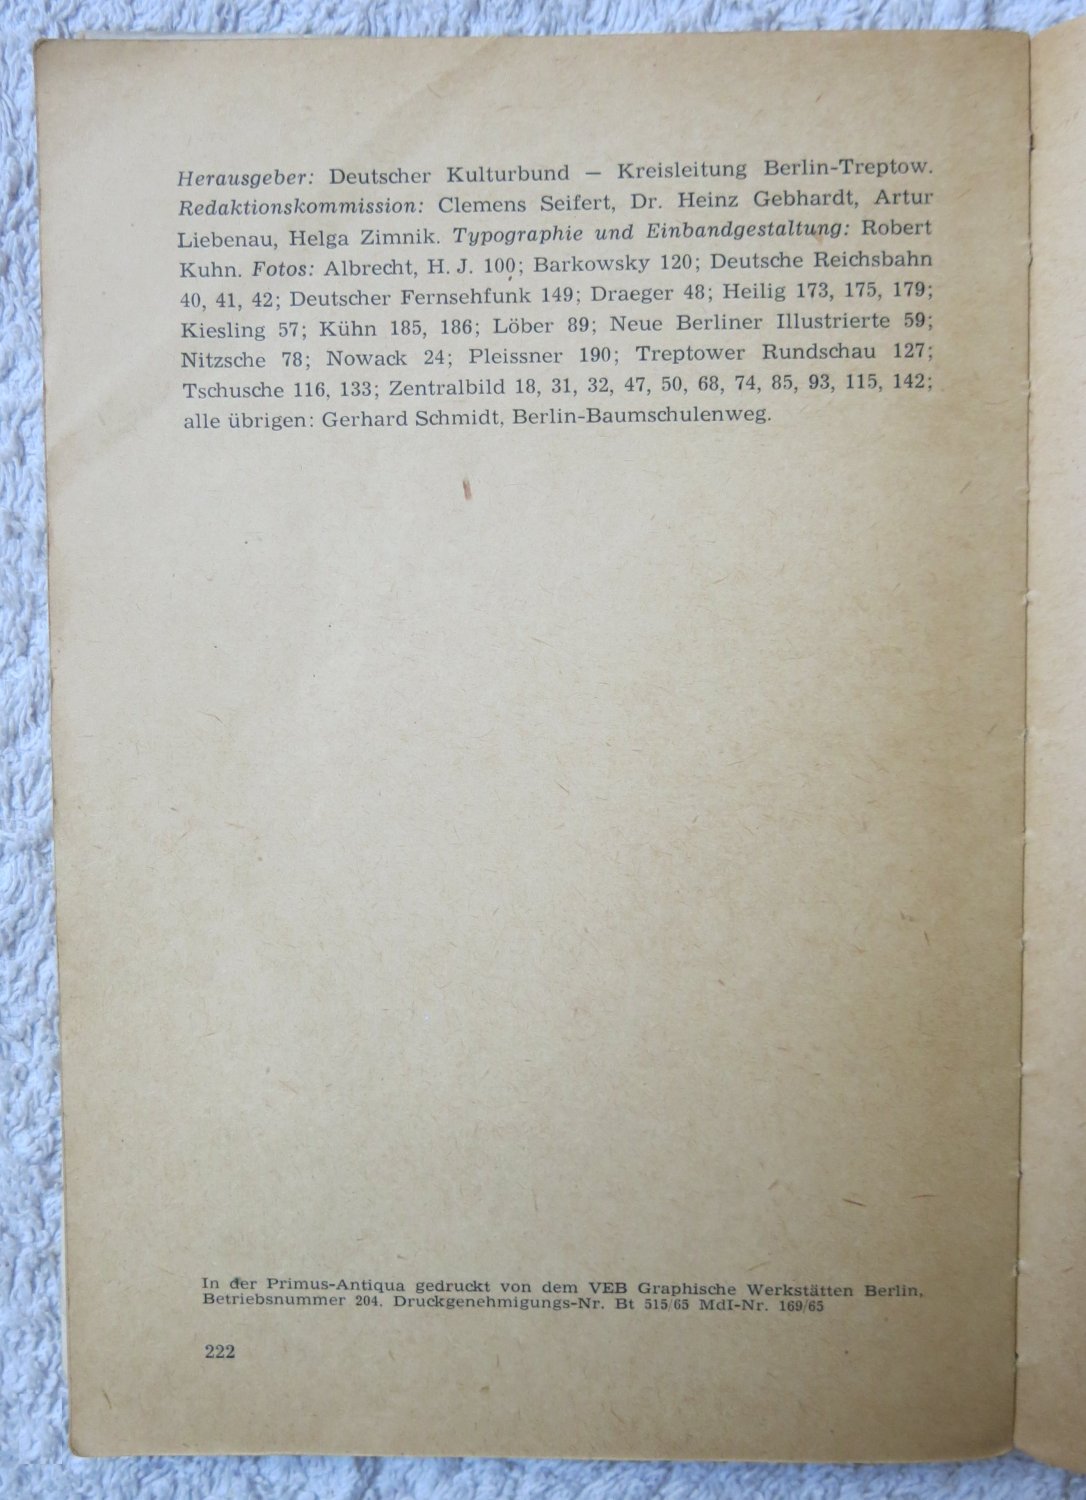 Herausgeber: Deutscher Kulturbund — Kreisleitung Berlin-Treptow.
Redaktionskommission: Clemens Seifert, Dr. Heinz Gebhardt, Artur
Liebenau, Helga Zimnik. Typographie und Einbandgestaltung: Robert
Kuhn. Fotos: Albrecht, H. J. 100; Barkowsky 120; Deutsche Reichsbahn
40, 41, 42; Deutscher Fernsehfunk 149; Draeger 48; Heilig 173, 175, 179;
Kiesling 57; Kühn 185, 186; Löber 89; Neue Berliner Illustrierte 59;
Nitzsche 78; Nowack 24; Pleissner 190; Treptower Rundschau 127;
Tschusche 116, 133; Zentralbild 18, 31, 32, 47, 50, 68, 74, 85, 93, 115, 142;
alle übrigen: Gerhard Schmidt, Berlin-Baumschulenweg.
In der Primus-Antiqua gedruckt von dem VEB Graphische Werkstätten Berlin,
Betriebsnummer 204. Druckgenehmigungs-Nr. Bt 515/65 MdI-Nr. 169/65
222